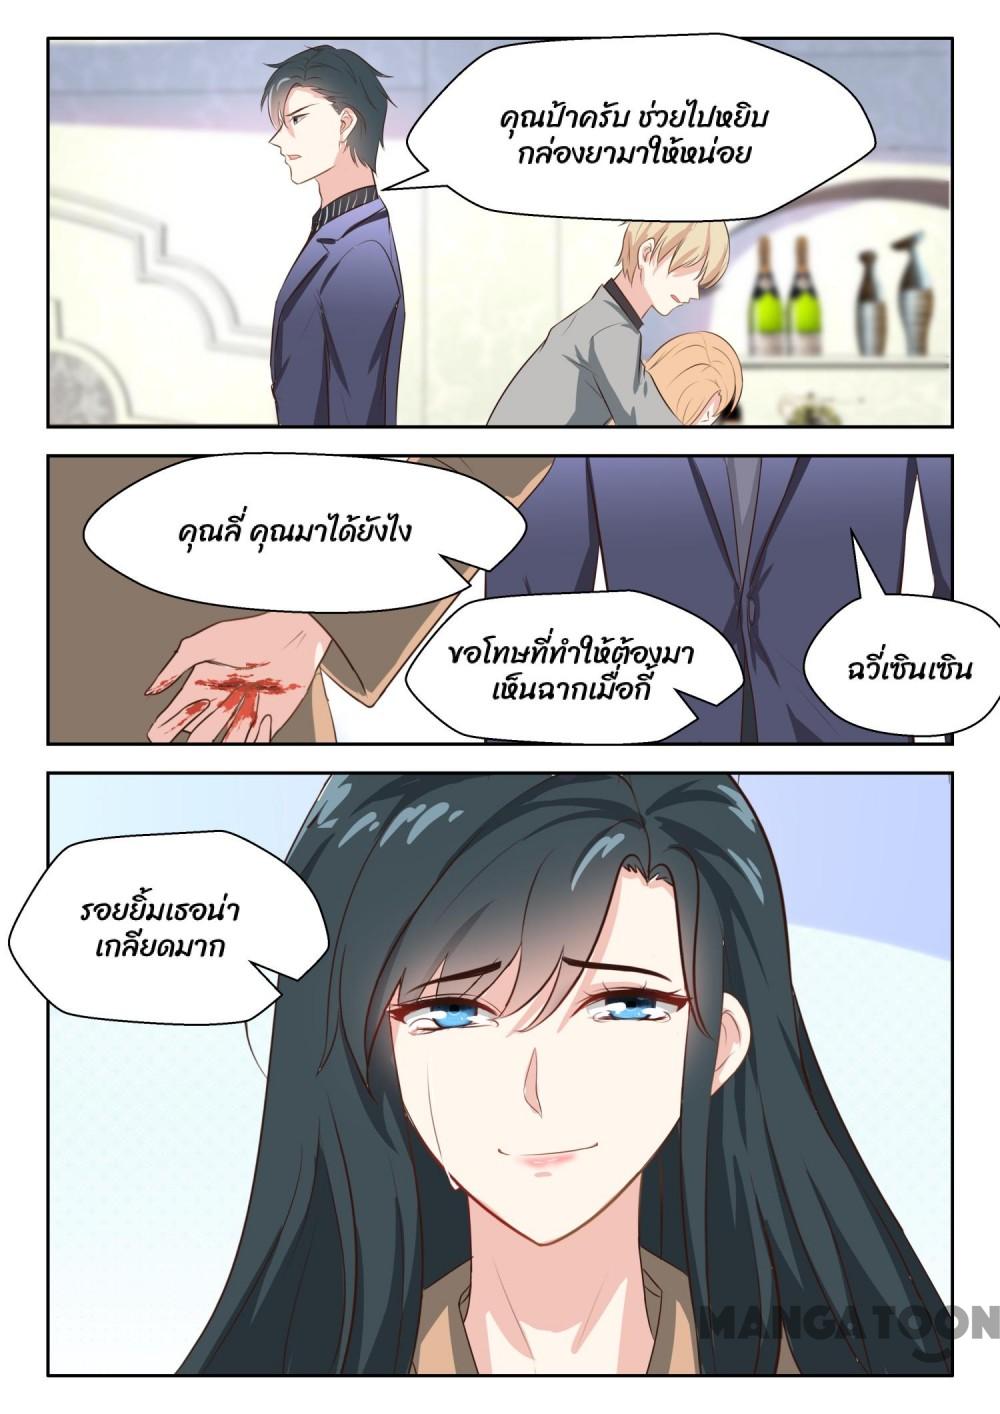 คุณป้าครับ ช่วยไปหยิบ
กล่องยามาให้หน่อย
คุณลี่ คุณมาได้ยังไง
ขอโทษที่ทำให้ต้องมา
เห็นฉากเมื่อกี้
ฉวี่เซินเซิน
รอยยิ้มเธอน่า
เกลียดมาก
MANGA TOON